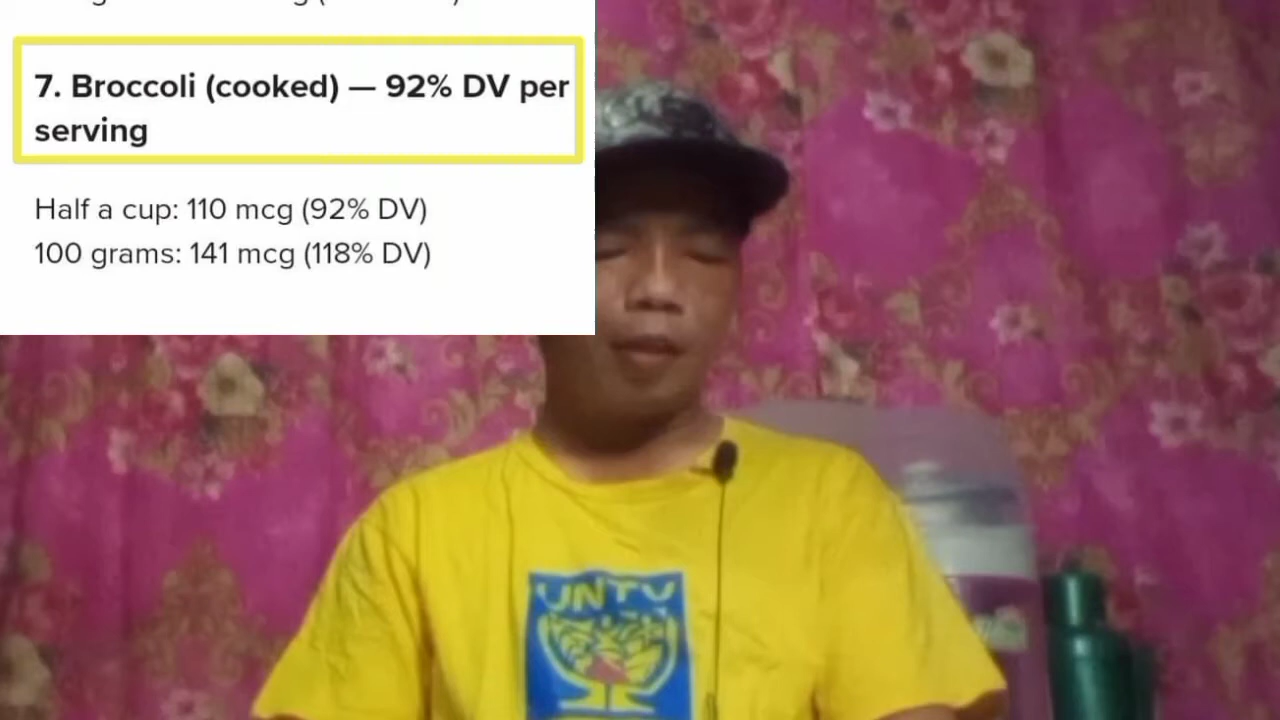 7. Broccoli (cooked) — 92% DV per
serving
Half a cup: 110 mcg (92% DV)
100 grams: 141 mcg (118% DV)
UNTV